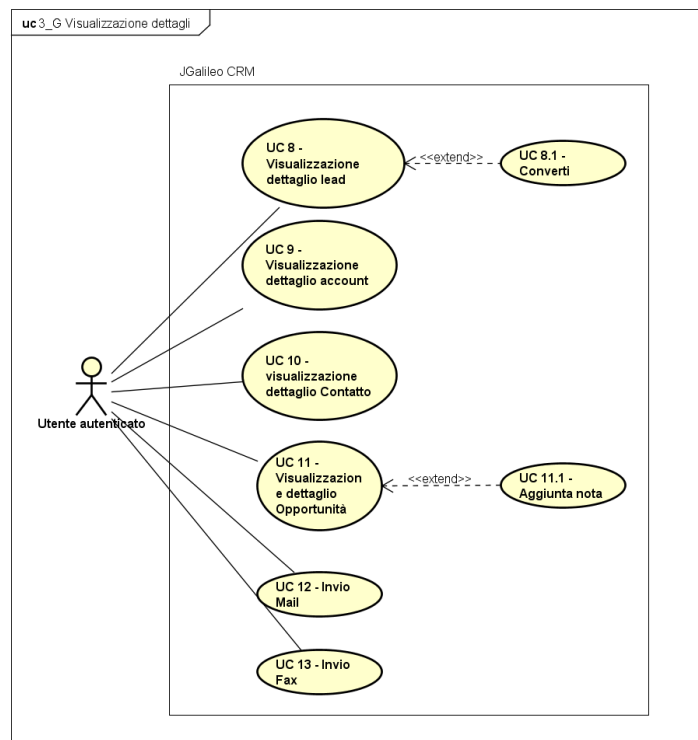 uc 3_G Visualizzazione dettagli
JGalileo CRM
UC 8 -
Visualizzazione
dettaglio lead
<<extend>>
UC 8.1 -
Converti
UC 9 -
Visualizzazione
dettaglio account
UC 10 -
visualizzazione
dettaglio Contatto
Utente autenticato
UC 11 -
Visualizzazion
e dettaglio
Opportunità
<<extend>>
UC 11.1 -
Aggiunta nota
UC 12 - Invio
Mail
UC 13 - Invio
Fax